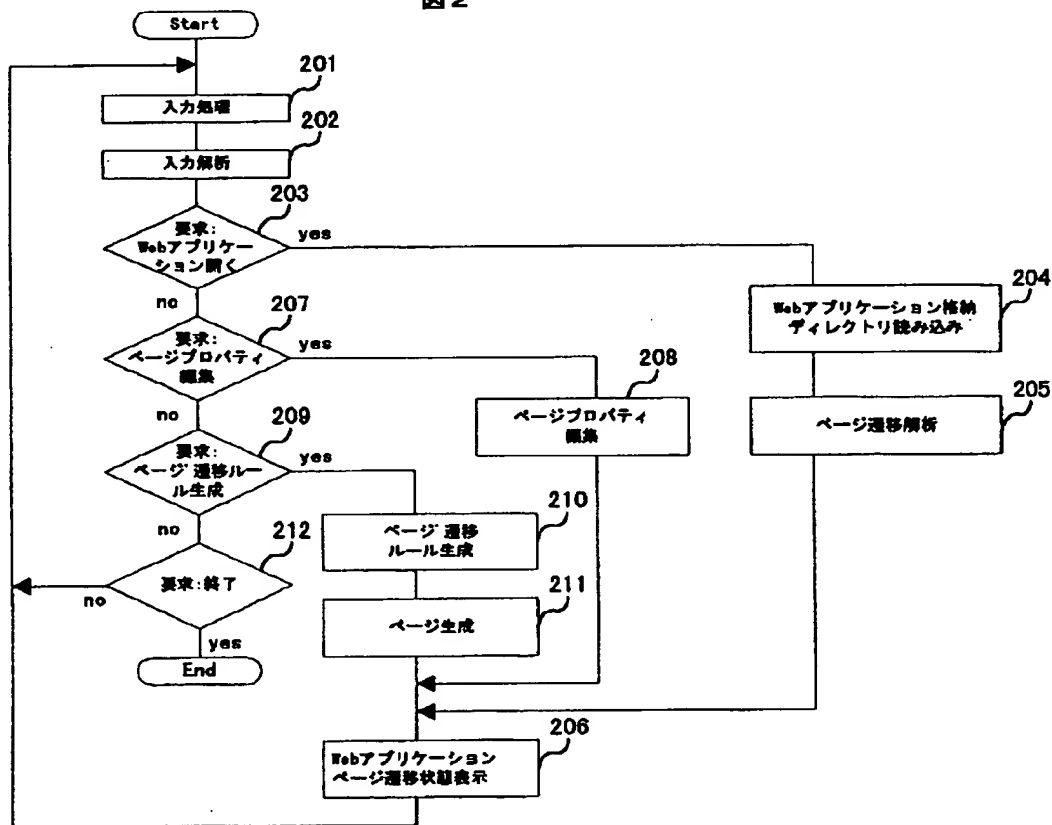 図2
Start
201
入力処理
202
入力解析
203
要求:
Webアプリケー
ション開く
yes
no
204
Webアプリケーション格納
ディレクトリ読み込み
207
要求:
ページプロパティ
編集
yes
no
208
ページプロパティ
編集
205
ページ遷移解析
209
要求:
ページ遷移ルー
ル生成
yes
no
210
ページ遷移
ルール生成
212
要求:終了
no
yes
211
ページ生成
End
206
Webアプリケーション
ページ遷移状態表示